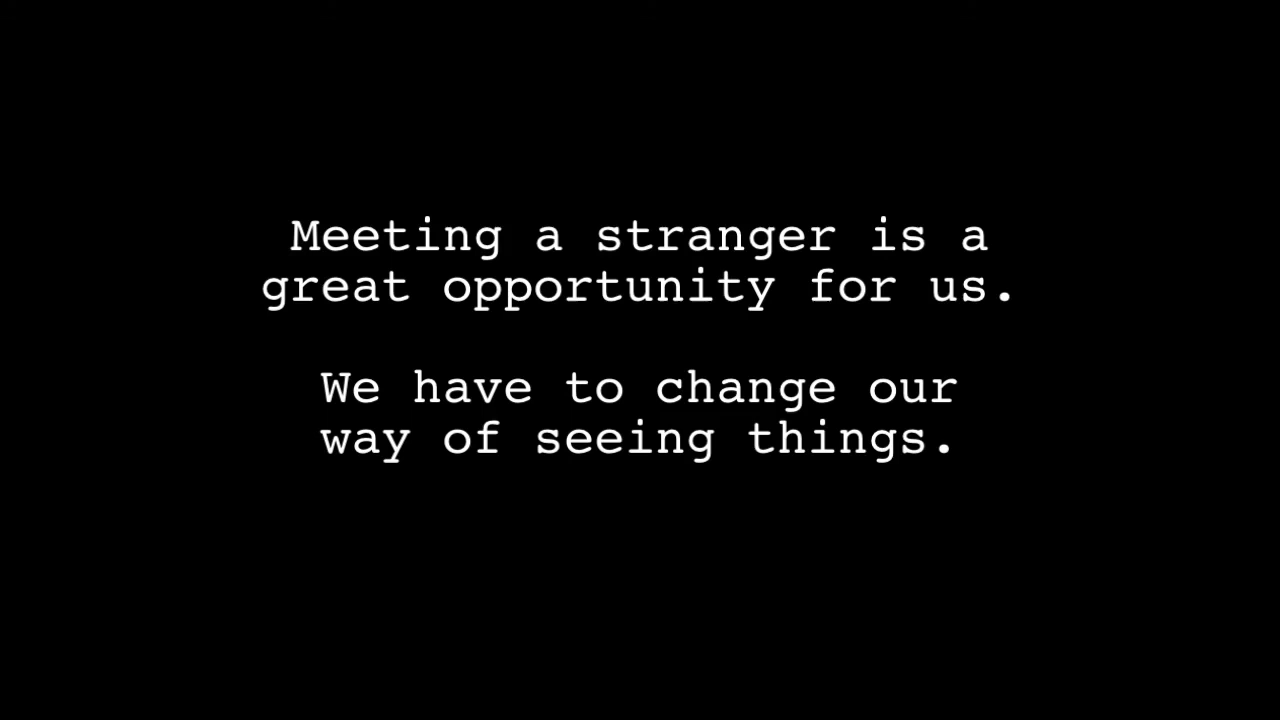 Meeting a stranger is a
great opportunity for us.
We have to change our
way of seeing things.